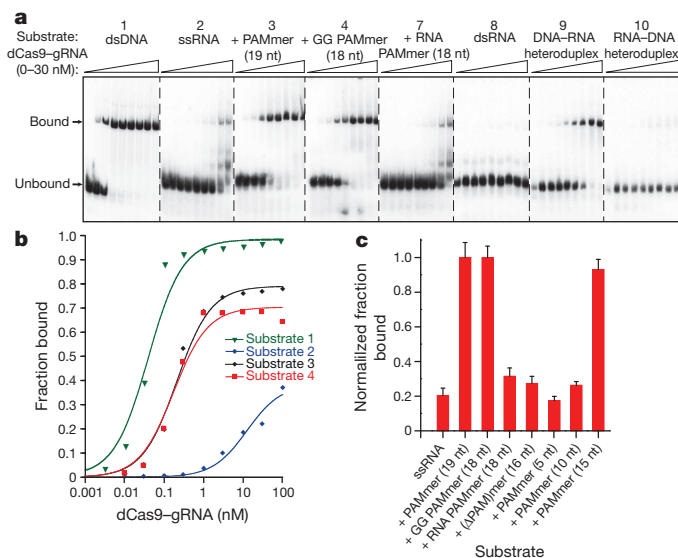 a
1 2 3 4 7 8 9 10
Substrate: dsDNA ssRNA + PAMmer + GG PAMmer + RNA dsRNA DNA–RNA RNA–DNA
dCas9–gRNA (19 nt) (18 nt) PAMmer (18 nt) heteroduplex heteroduplex
(0–30 nM):
Bound
Unbound
b
Fraction bound
1.0
0.9
0.8
0.7
0.6
0.5
0.4
0.3
0.2
0.1
0
Substrate 1
Substrate 2
Substrate 3
Substrate 4
0.001 0.01 0.1 1 10 100
dCas9–gRNA (nM)
c
Normalilzed fraction
bound
1.0
0.8
0.6
0.4
0.2
0
ssRNA
+ PAMmer (19 nt)
+ GG PAMmer (18 nt)
+ RNA PAMmer (18 nt)
+ (ΔPAM)mer (16 nt)
+ PAMmer (5 nt)
+ PAMmer (10 nt)
+ PAMmer (15 nt)
Substrate